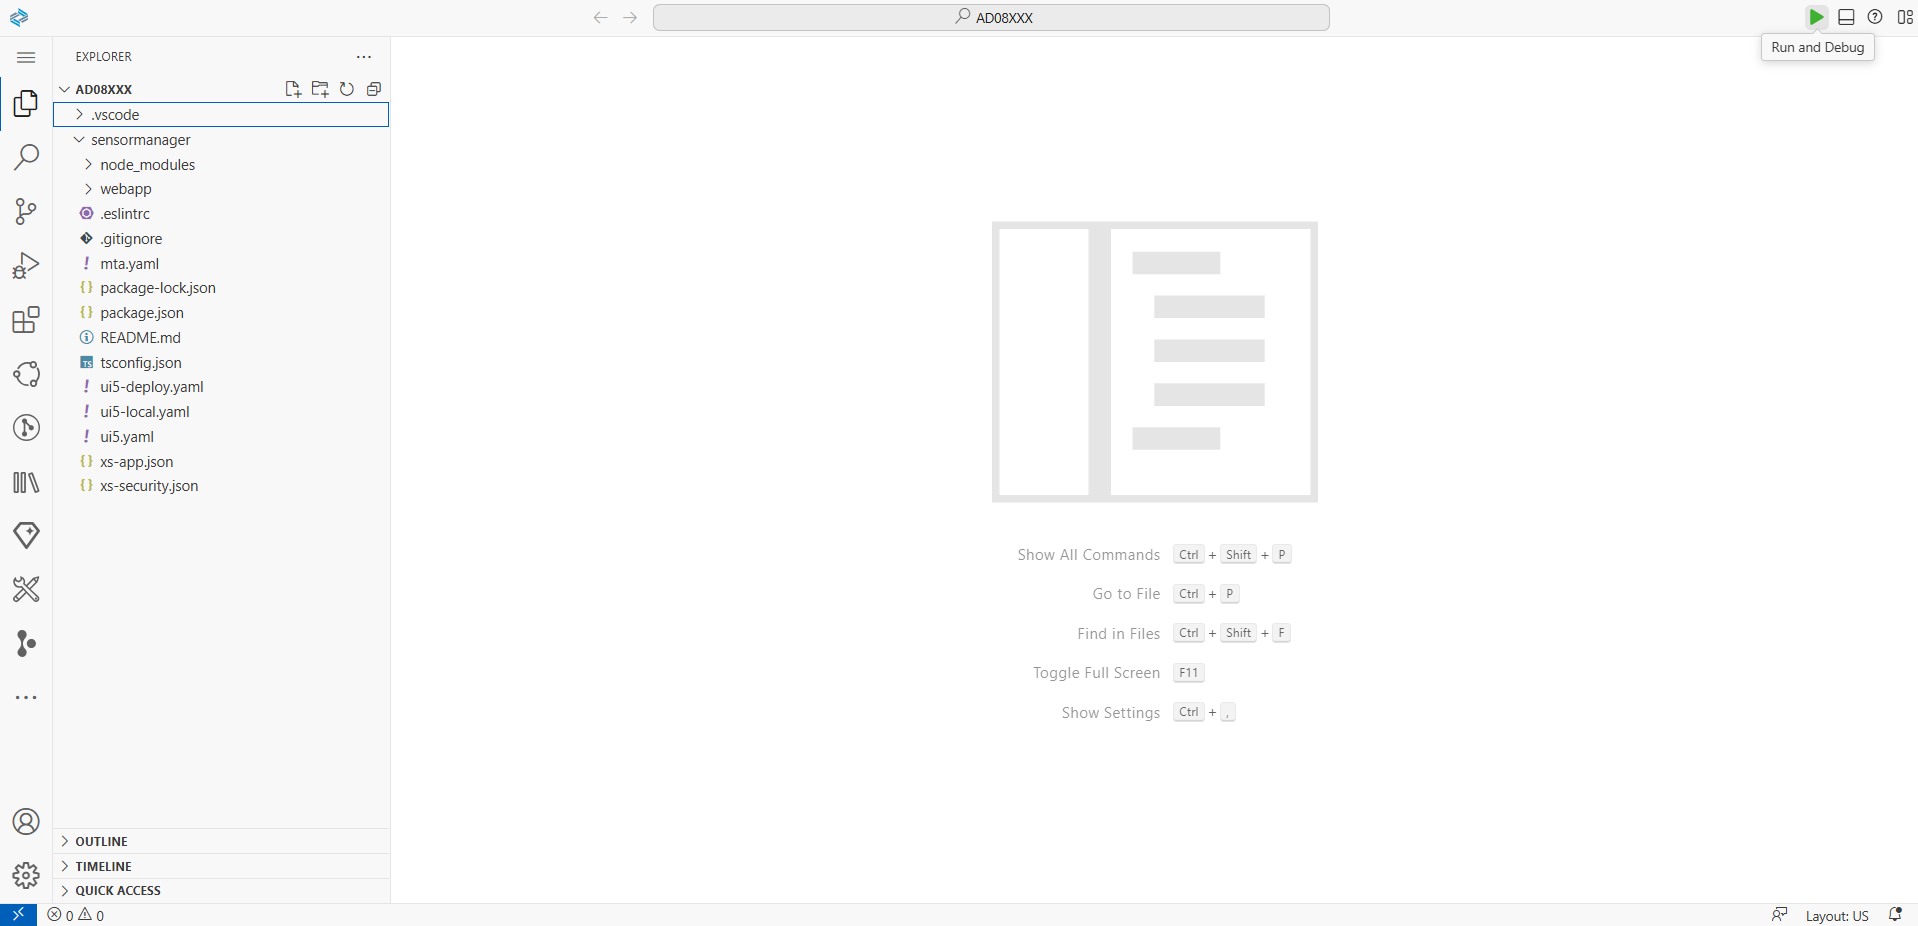 AD08XXX
Run and Debug
EXPLORER
AD08XXX
.vscode
sensormanager
node_modules
webapp
.eslintrc
.gitignore
! mta.yaml
{} package-lock.json
{} package.json
README.md
TS tsconfig.json
! ui5-deploy.yaml
! ui5-local.yaml
! ui5.yaml
{} xs-app.json
{} xs-security.json
Show All Commands Ctrl + Shift + P
Go to File Ctrl + P
Find in Files Ctrl + Shift + F
Toggle Full Screen F11
Show Settings Ctrl + ,
OUTLINE
TIMELINE
QUICK ACCESS
0 0
Layout: US